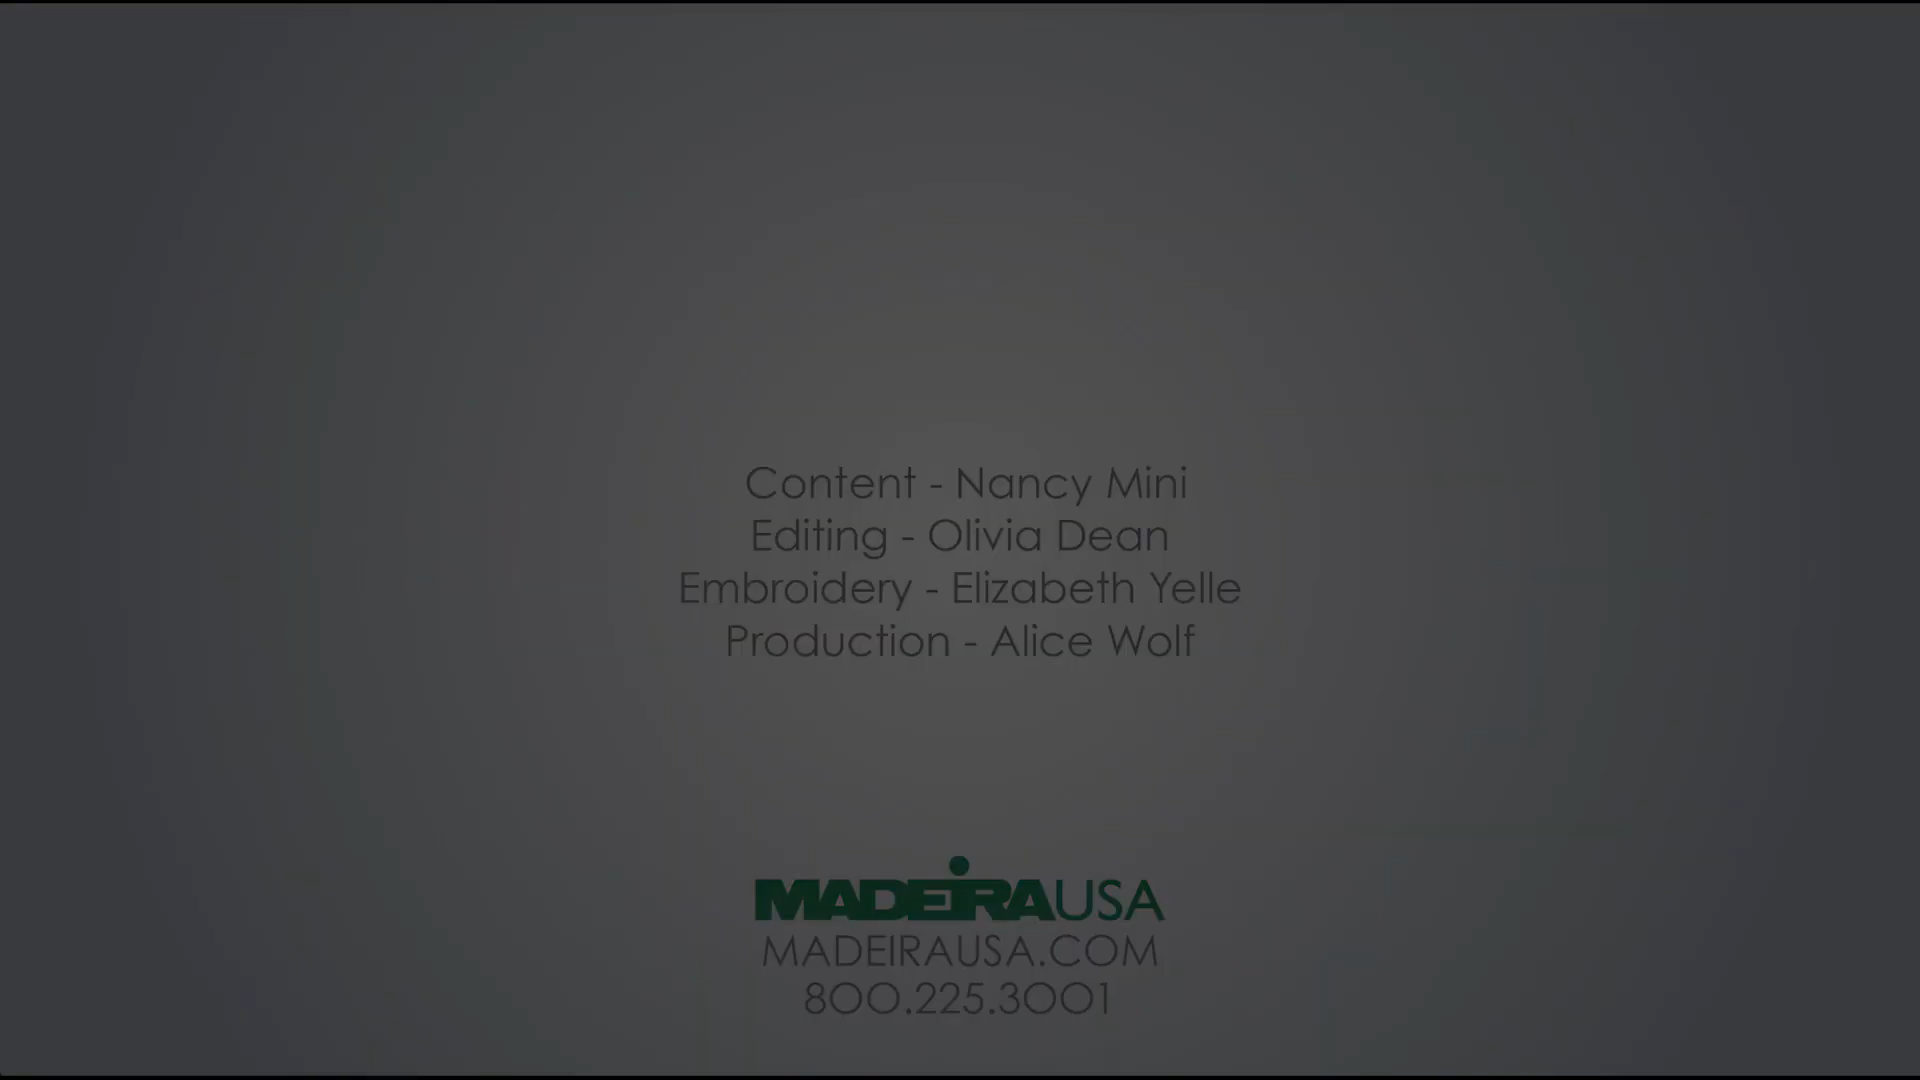 Content - Nancy Mini
Editing - Olivia Dean
Embroidery - Elizabeth Yelle
Production - Alice Wolf
MADEIRAUSA
MADEIRAUSA.COM
800.225.3001